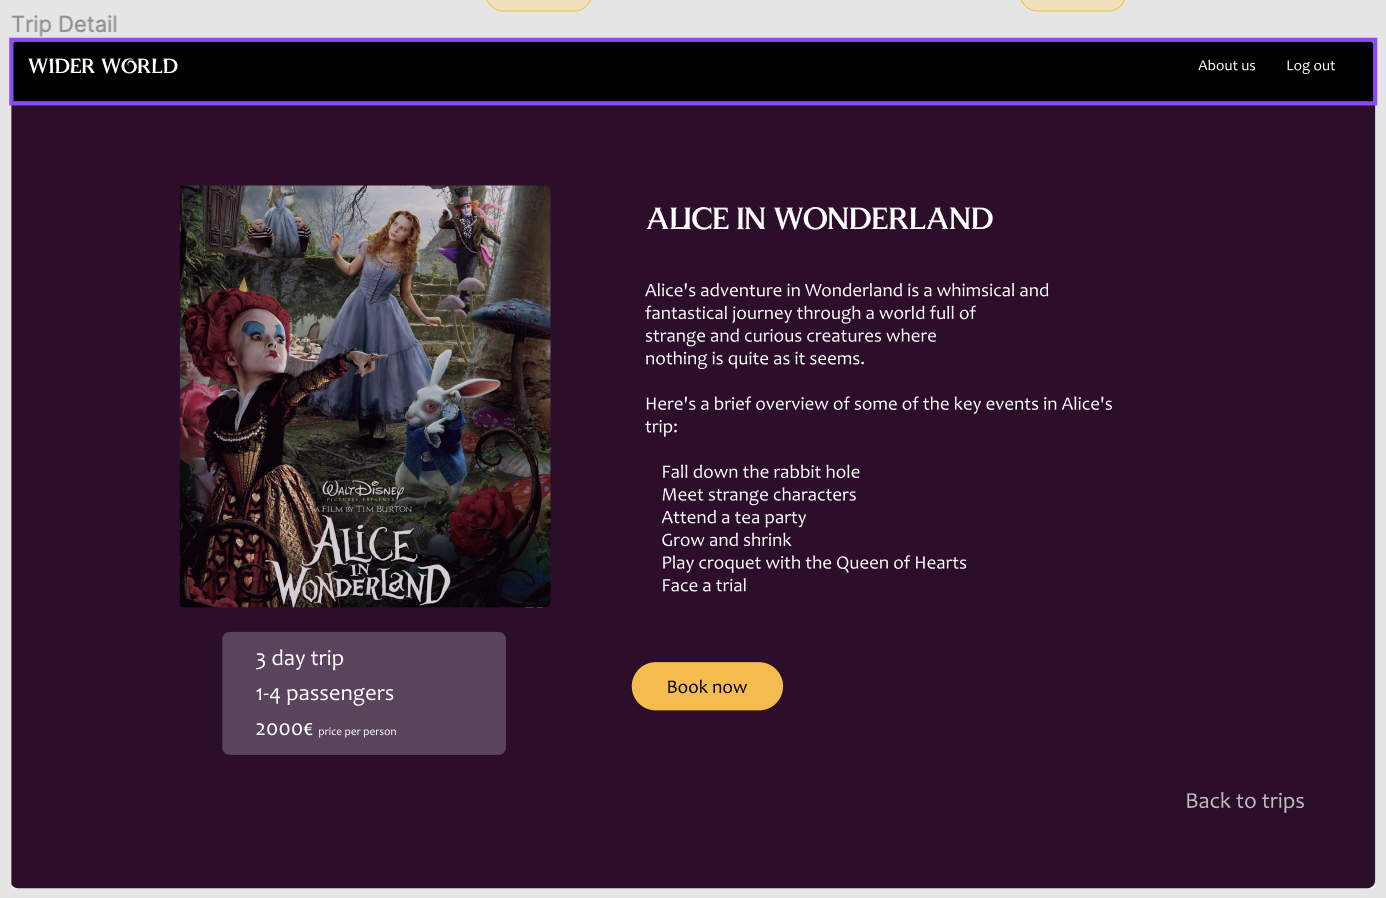 Trip Detail
WIDER WORLD
About us
Log out
WALT DISNEY
PICTURES PRESENTS
A FILM BY TIM BURTON
ALICE
IN
WONDERLAND
3 day trip
1-4 passengers
2000€ price per person
ALICE IN WONDERLAND
Alice's adventure in Wonderland is a whimsical and
fantastical journey through a world full of
strange and curious creatures where
nothing is quite as it seems.
Here's a brief overview of some of the key events in Alice's
trip:
Fall down the rabbit hole
Meet strange characters
Attend a tea party
Grow and shrink
Play croquet with the Queen of Hearts
Face a trial
Book now
Back to trips